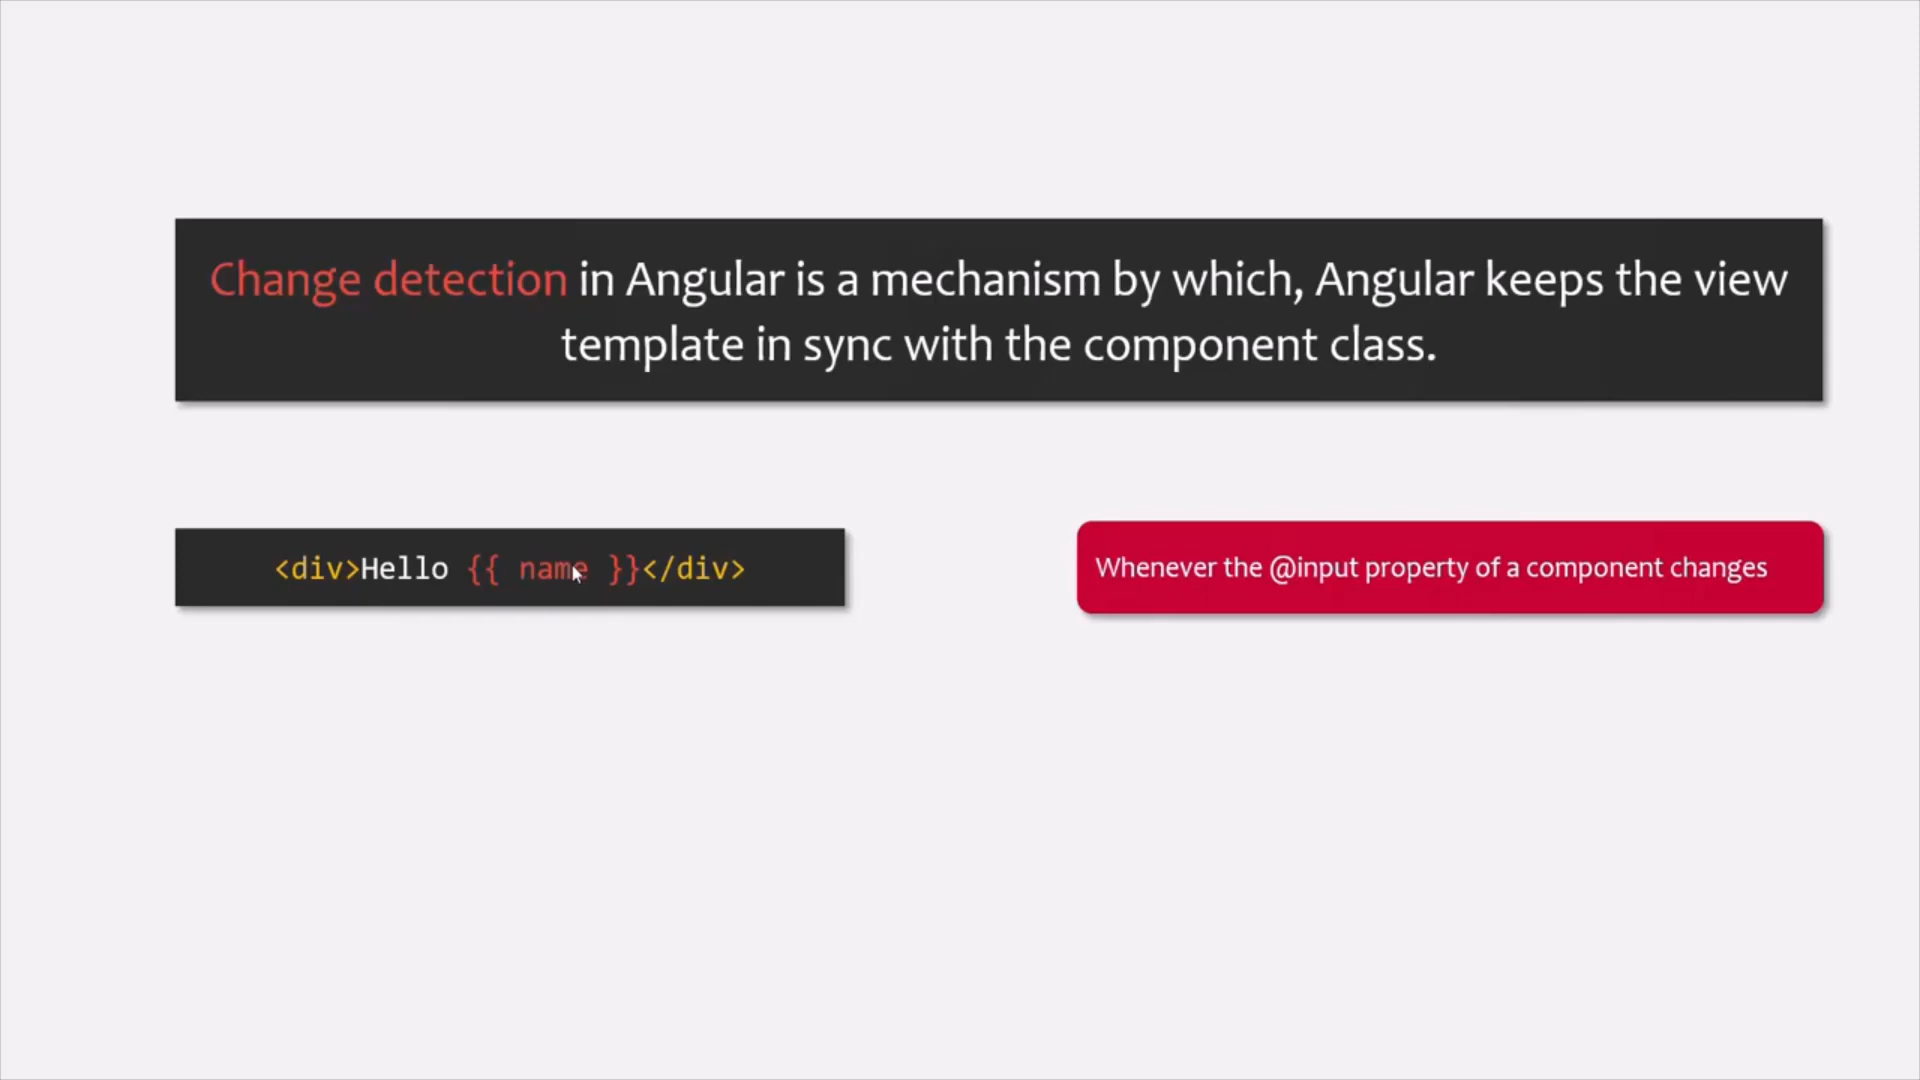 Change detection in Angular is a mechanism by which, Angular keeps the view
template in sync with the component class.
<div>Hello {{ name }}</div>
Whenever the @input property of a component changes